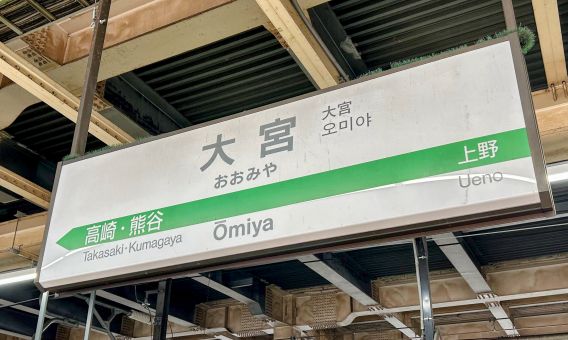 大宮
おおみや
大宮
오미야
高崎・熊谷
Takasaki・Kumagaya
Ōmiya
上野
Ueno